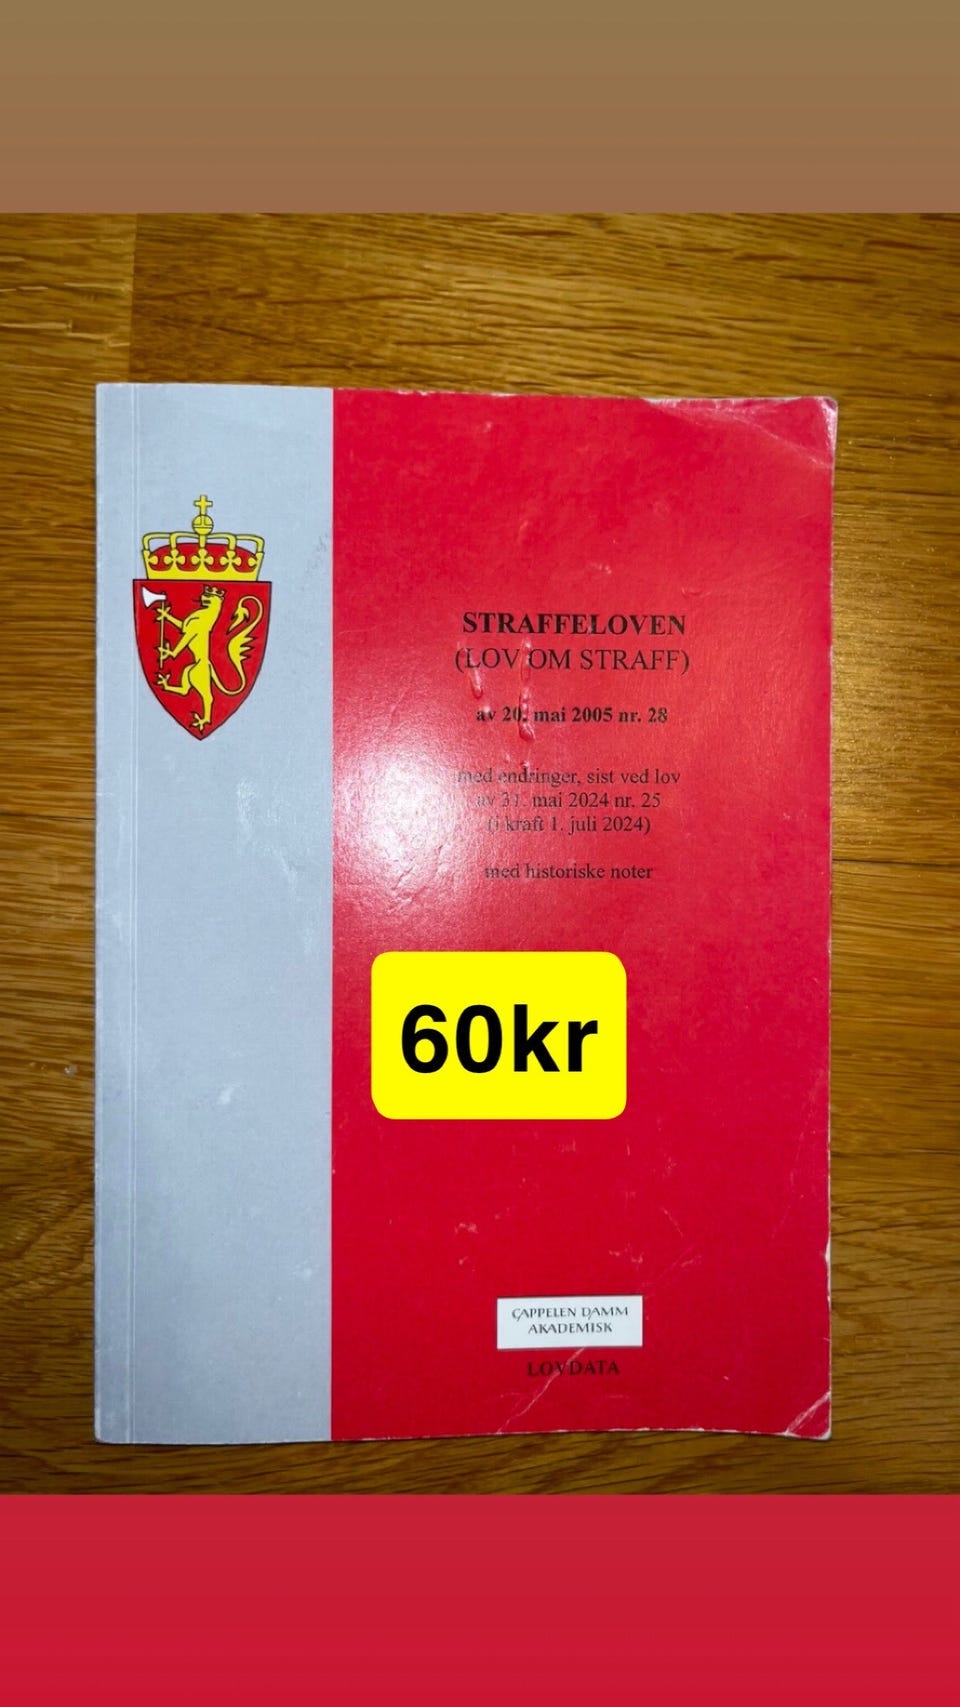 STRAFFELOVEN
(LOV OM STRAFF)
av 20. mai 2005 nr. 28
med endringer, sist ved lov
av 31. mai 2024 nr. 25
(i kraft 1. juli 2024)
med historiske noter
60kr
CAPPELEN DAMM
AKADEMISK
LOVDATA